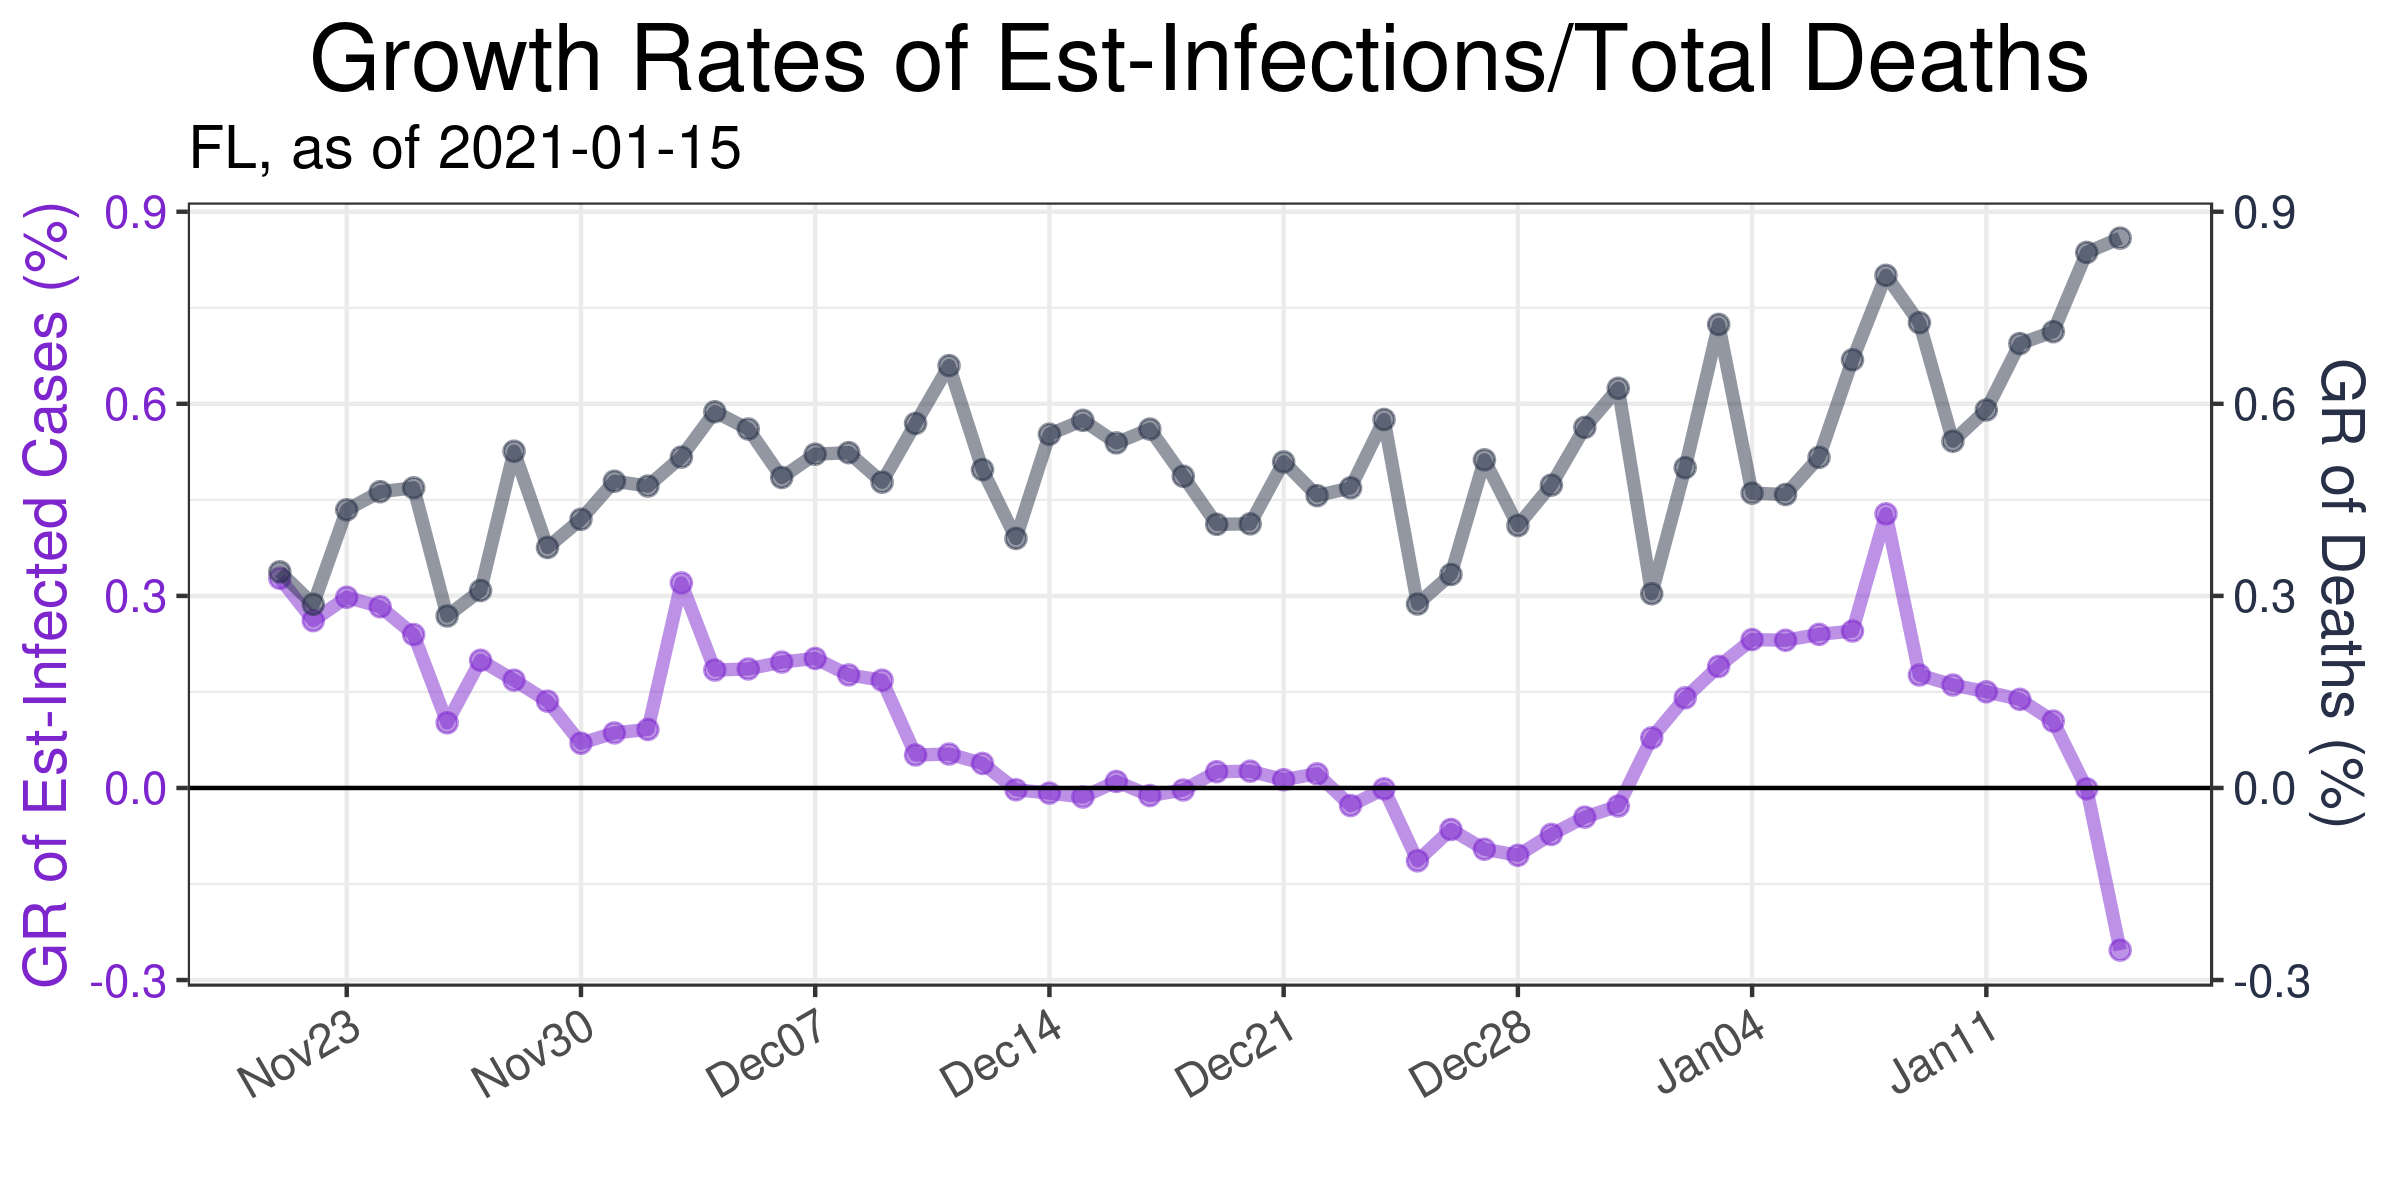 Growth Rates of Est-Infections/Total Deaths
FL, as of 2021-01-15
GR of Est-Infected Cases (%)
0.9
0.6
0.3
0.0
-0.3
0.9
0.6
0.3
0.0
-0.3
GR of Deaths (%)
Nov23
Nov30
Dec07
Dec14
Dec21
Dec28
Jan04
Jan11